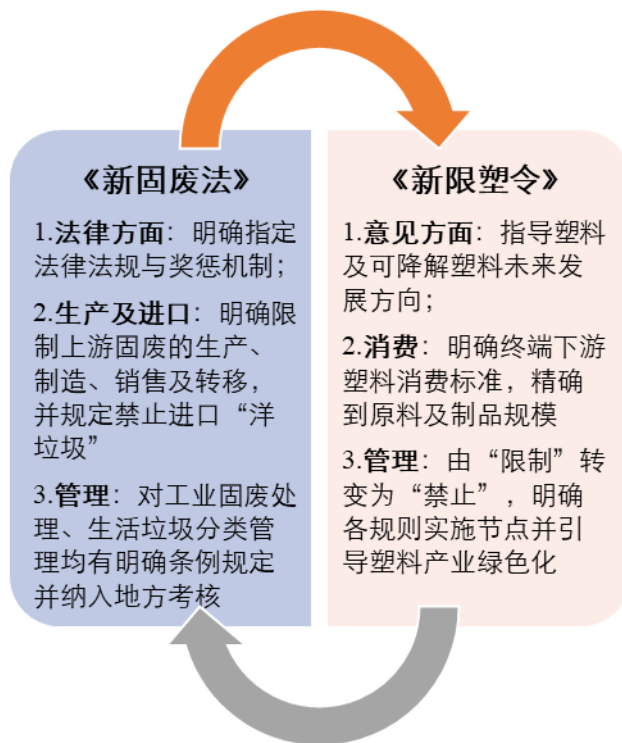 《新固废法》
1.法律方面：明确指定
法律法规与奖惩机制；
2.生产及进口：明确限
制上游固废的生产、
制造、销售及转移，
并规定禁止进口“洋
垃圾”
3.管理：对工业固废处
理、生活垃圾分类管
理均有明确条例规定
并纳入地方考核
《新限塑令》
1.意见方面：指导塑料
及可降解塑料未来发
展方向；
2.消费：明确终端下游
塑料消费标准，精确
到原料及制品规模
3.管理：由“限制”转
变为“禁止”，明确
各规则实施节点并引
导塑料产业绿色化